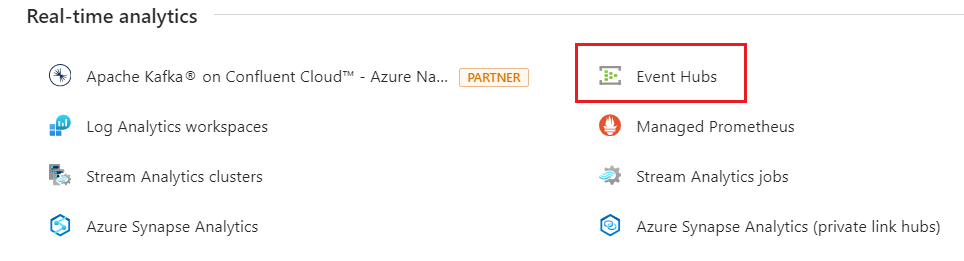 Real-time analytics
Apache Kafka® on Confluent Cloud™ - Azure Na... PARTNER
Event Hubs
Log Analytics workspaces
Managed Prometheus
Stream Analytics clusters
Stream Analytics jobs
Azure Synapse Analytics
Azure Synapse Analytics (private link hubs)